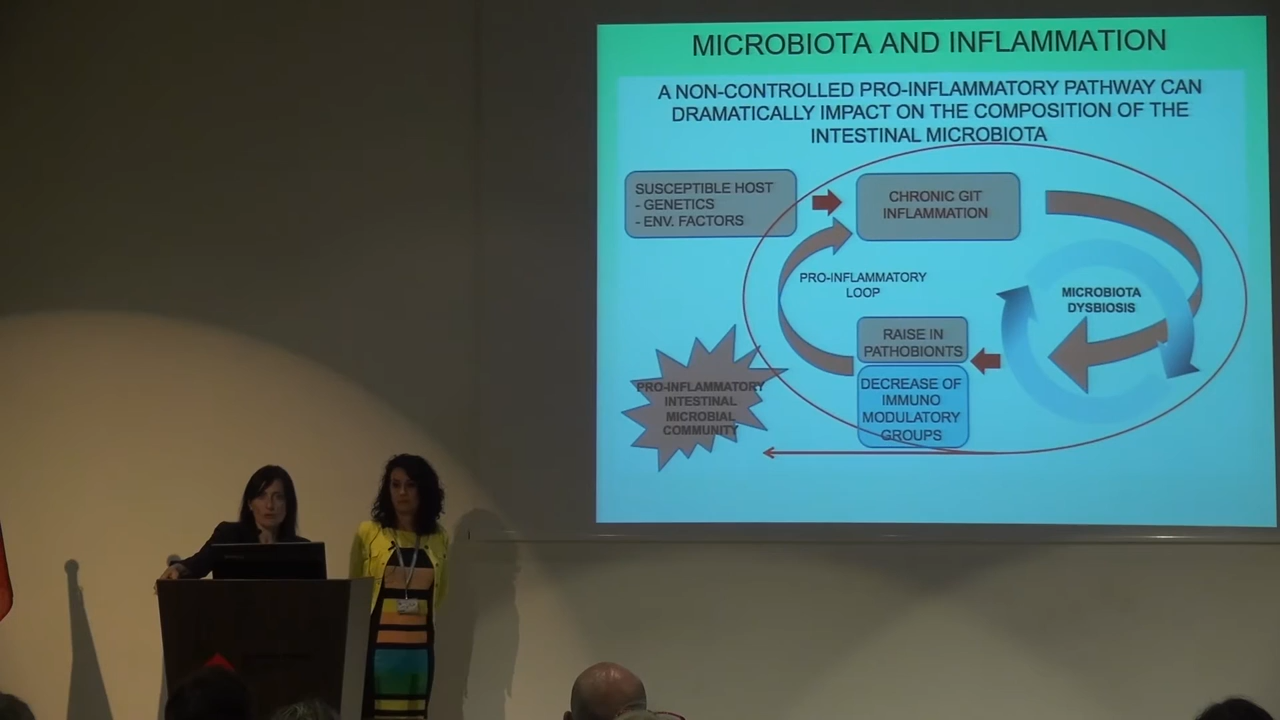 MICROBIOTA AND INFLAMMATION
A NON-CONTROLLED PRO-INFLAMMATORY PATHWAY CAN
DRAMATICALLY IMPACT ON THE COMPOSITION OF THE
INTESTINAL MICROBIOTA
SUSCEPTIBLE HOST
- GENETICS
- ENV. FACTORS
CHRONIC GIT
INFLAMMATION
PRO-INFLAMMATORY
LOOP
MICROBIOTA
DYSBIOSIS
RAISE IN
PATHOBIONTS
DECREASE OF
IMMUNO
MODULATORY
GROUPS
PRO-INFLAMMATORY
INTESTINAL
MICROBIAL
COMMUNITY